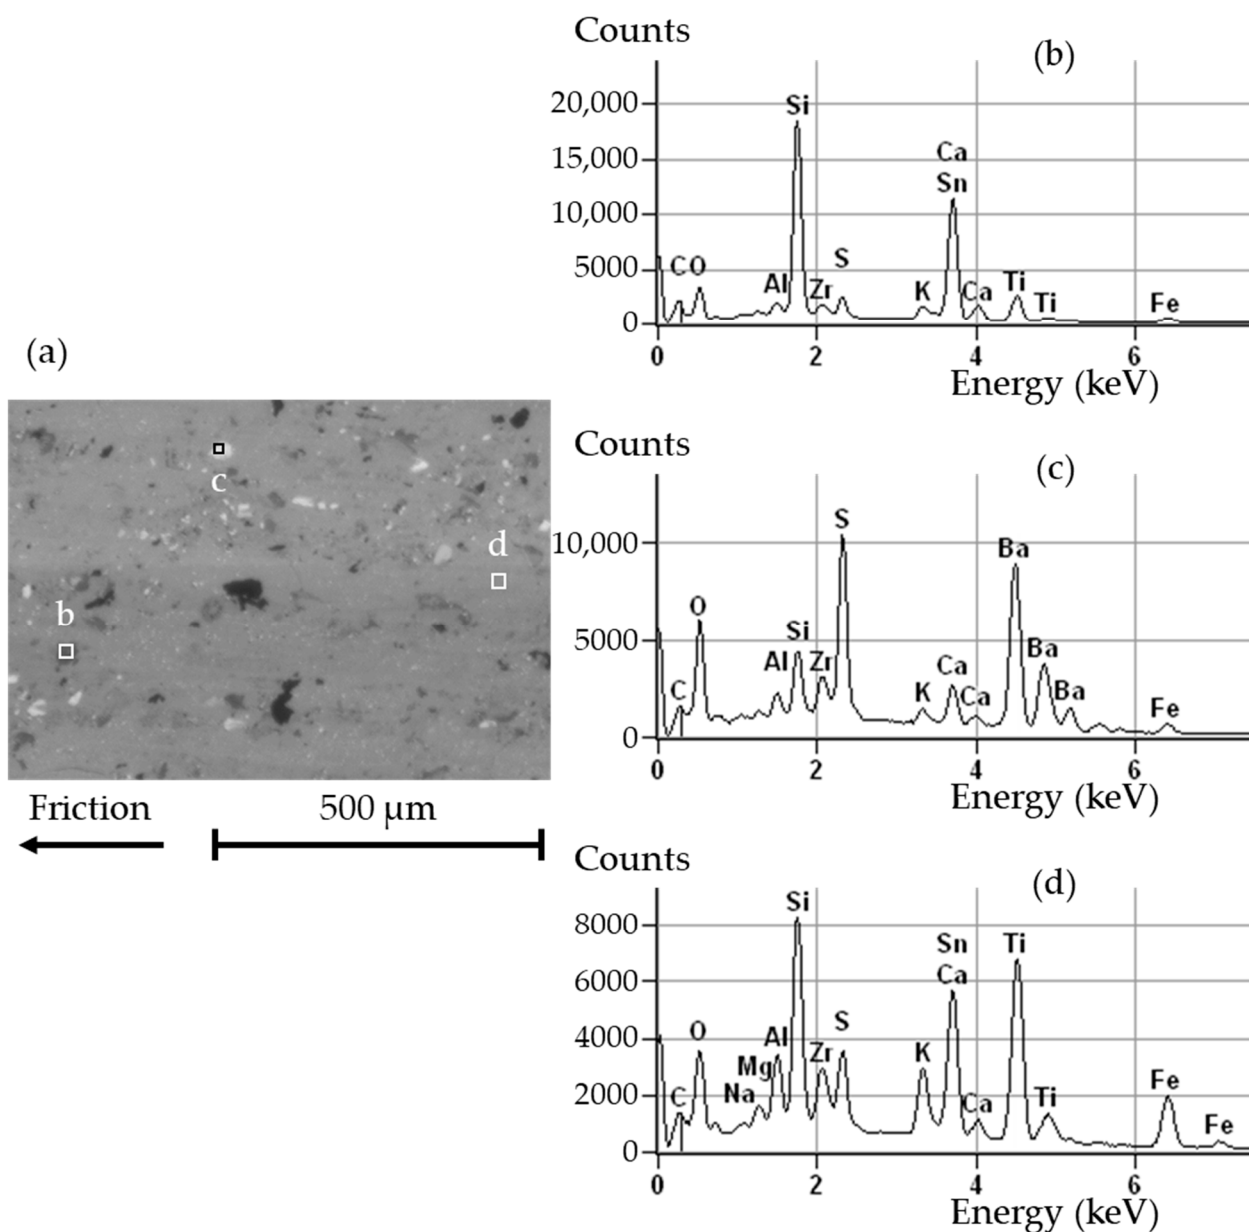 Counts
(b)
20,000
Si
15,000
Ca
Sn
10,000
5000
C O
Al
Zr
S
K
Ca
Ti
Ti
Fe
0
0 2 4 6
Energy (keV)
(a)
c
d
b
Friction
500 µm
Counts
(c)
10,000
S
Ba
O
5000
Si
Al
Zr
C
K
Ca
Ca
Ba
Ba
Fe
0
0 2 4 6
Energy (keV)
Counts
(d)
Si
8000
Sn
Ca
Ti
6000
O
4000
Mg
Al
Zr
S
K
Na
2000
C
Ca
Ti
Fe
Fe
0
0 2 4 6
Energy (keV)